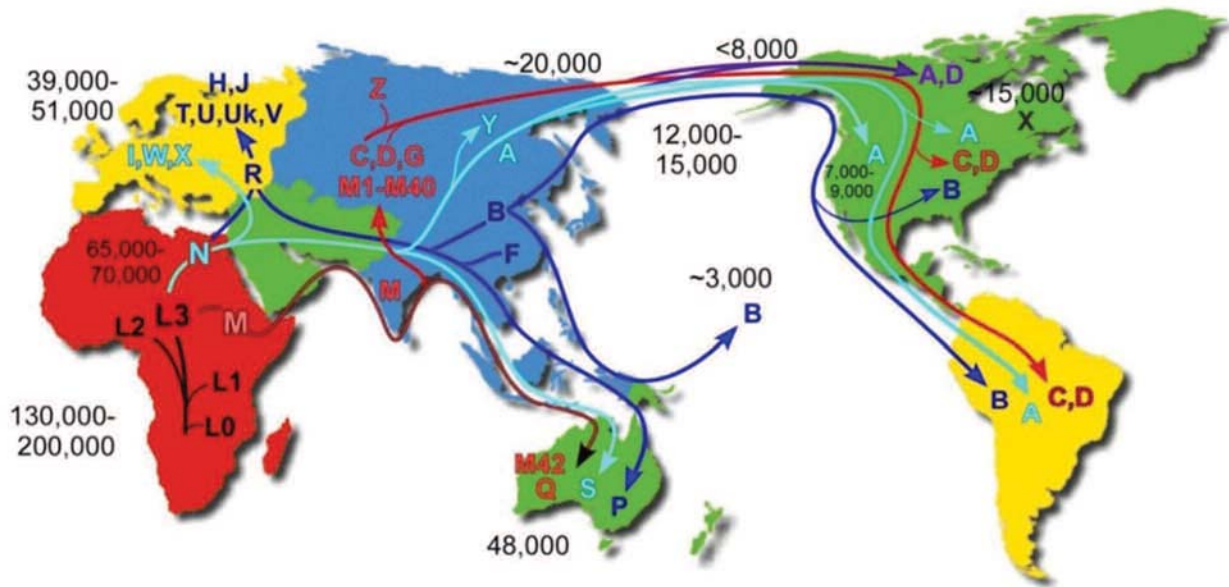 39,000-
51,000
H,J
T,U,Uk,V
I,W,X
R
N
65,000-
70,000
L3
M
L2
L1
L0
130,000-
200,000
~20,000
Z
Y
A
C,D,G
M1-M40
B
F
M
<8,000
A,D
~15,000
X
12,000-
15,000
A
A
C,D
7,000-
9,000
B
~3,000
B
B
A
C,D
M42
Q
S
P
48,000